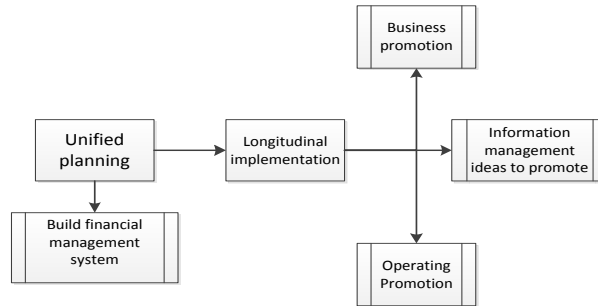 Business
promotion
Unified
planning
Longitudinal
implementation
Information
management
ideas to promote
Build financial
management
system
Operating
Promotion